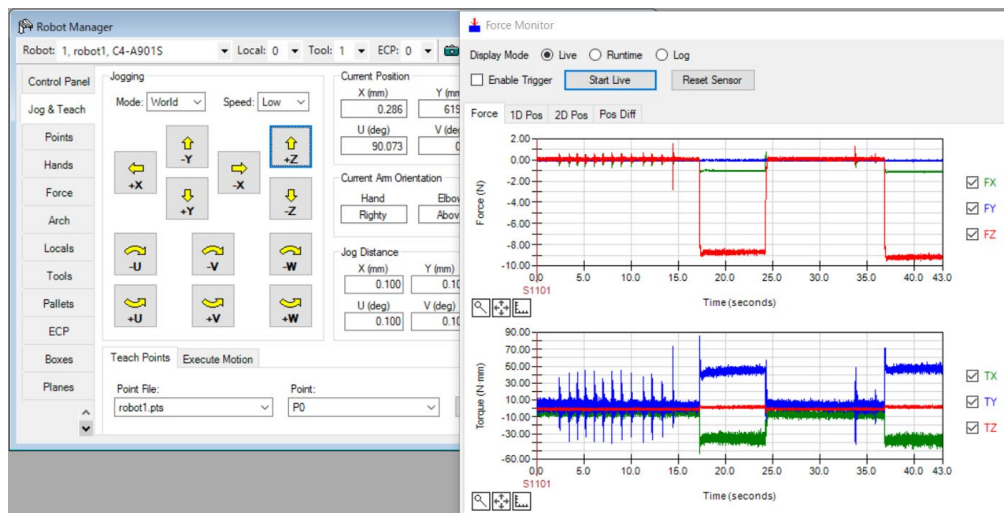 Robot Manager
Robot: 1, robot1, C4-A901S Local: 0 Tool: 1 ECP: 0
Control Panel
Jog & Teach
Points
Hands
Force
Arch
Locals
Tools
Pallets
ECP
Boxes
Planes
Jogging
Mode: World Speed: Low
-Y
+Z
+X
-X
+Y
-Z
-U -V -W
+U +V +W
Current Position
X (mm) Y (mm
0.286 619
U (deg) V (de
90.073 0
Current Arm Orientation
Hand Elbow
Righty Abov
Jog Distance
X (mm) Y (mm)
0.100 0.10
U (deg) V (deg)
0.100 0.10
Teach Points Execute Motion
Point File: Point:
robot1.pts P0
Force Monitor
Display Mode Live Runtime Log
Enable Trigger Start Live Reset Sensor
Force 1D Pos 2D Pos Pos Diff
Force (N)
2.00
0.00
-2.00
-4.00
-6.00
-8.00
-10.00
0.0 5.0 10.0 15.0 20.0 25.0 30.0 35.0 40.0 43.0
S1101
Time (seconds)
FX
FY
FZ
Torque (N·mm)
90.00
70.00
50.00
30.00
10.00
-10.00
-30.00
-60.00
0.0 5.0 10.0 15.0 20.0 25.0 30.0 35.0 40.0 43.0
S1101
Time (seconds)
TX
TY
TZ